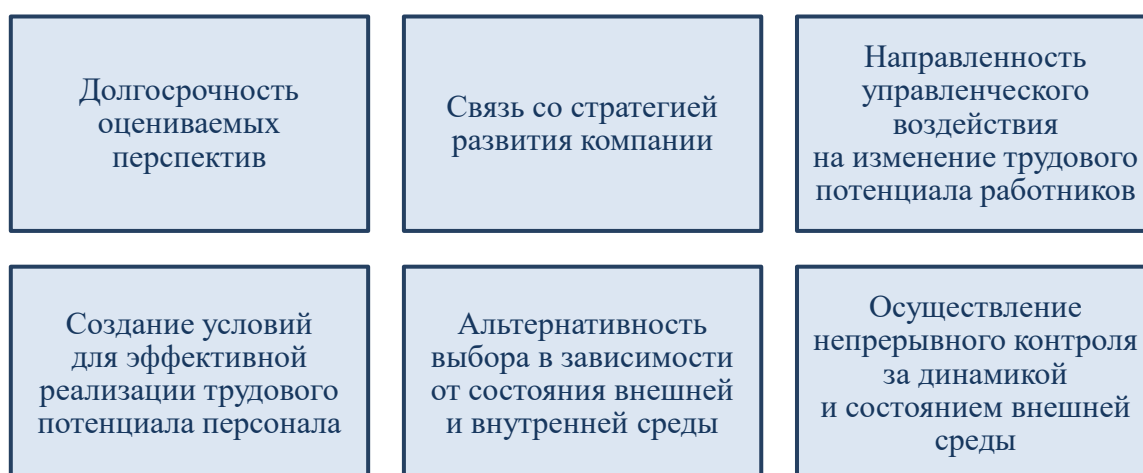 Долгосрочность
оцениваемых
перспектив
Связь со стратегией
развития компании
Направленность
управленческого
воздействия
на изменение трудового
потенциала работников
Создание условий
для эффективной
реализации трудового
потенциала персонала
Альтернативность
выбора в зависимости
от состояния внешней
и внутренней среды
Осуществление
непрерывного контроля
за динамикой
и состоянием внешней
среды